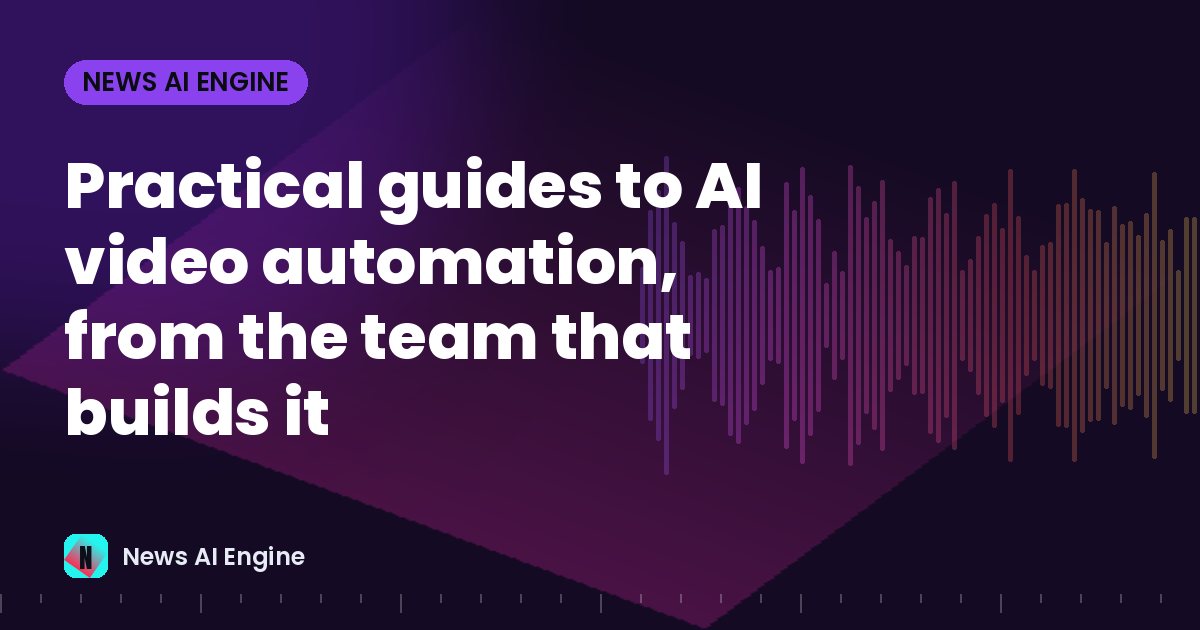 NEWS AI ENGINE
Practical guides to AI
video automation,
from the team that
builds it
N
News AI Engine